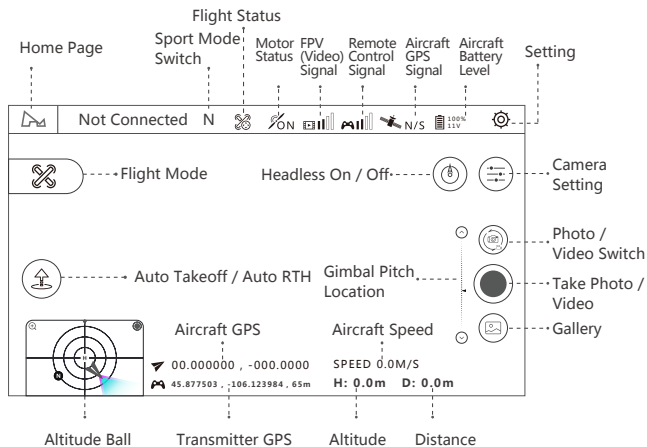 Flight Status
Home Page
Sport Mode
Switch
Motor
Status
FPV
(Video)
Signal
Remote
Control
Signal
Aircraft
GPS
Signal
Aircraft
Battery
Level
Setting
Not Connected N ON N/S 100%
11V
Flight Mode
Headless On / Off
Camera
Setting
Photo /
Video Switch
Auto Takeoff / Auto RTH
Gimbal Pitch
Location
Take Photo /
Video
Gallery
Aircraft GPS
Aircraft Speed
00.000000 , -000.0000
SPEED 0.0M/S
45.877503 , -106.123984 , 65m
H: 0.0m D: 0.0m
H
N
Altitude Ball
Transmitter GPS
Altitude
Distance